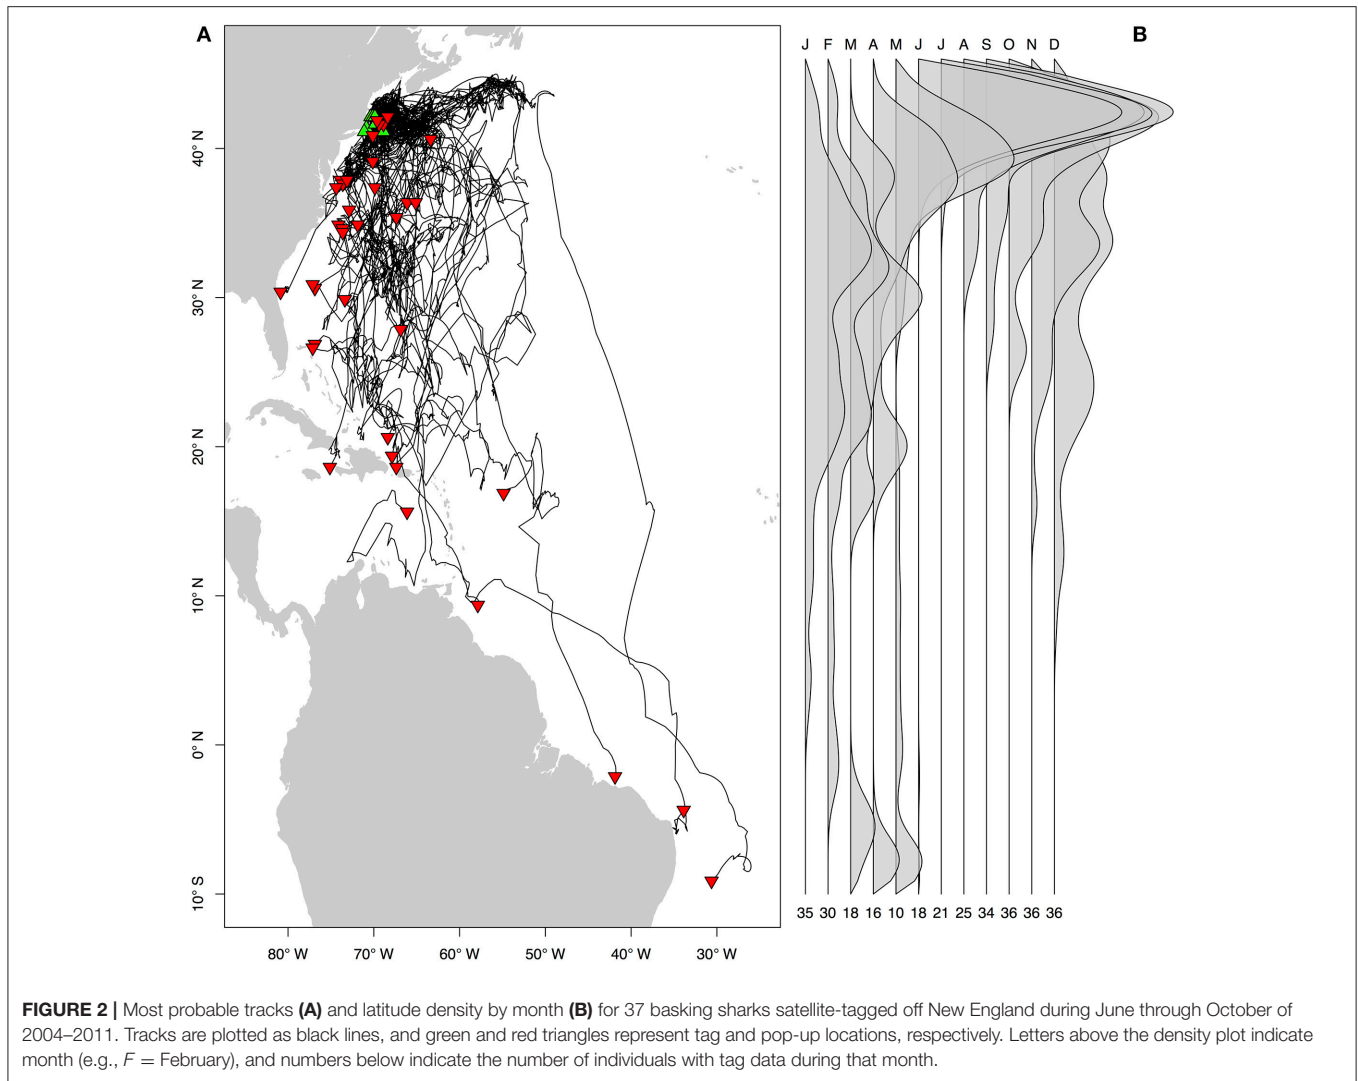 A
B
J F M A M J J A S O N D
40° N
30° N
20° N
10° N
0° N
10° S
35 30 18 16 10 18 21 25 34 36 36 36
80° W 70° W 60° W 50° W 40° W 30° W
FIGURE 2 | Most probable tracks (A) and latitude density by month (B) for 37 basking sharks satellite-tagged off New England during June through October of
2004–2011. Tracks are plotted as black lines, and green and red triangles represent tag and pop-up locations, respectively. Letters above the density plot indicate
month (e.g., F = February), and numbers below indicate the number of individuals with tag data during that month.